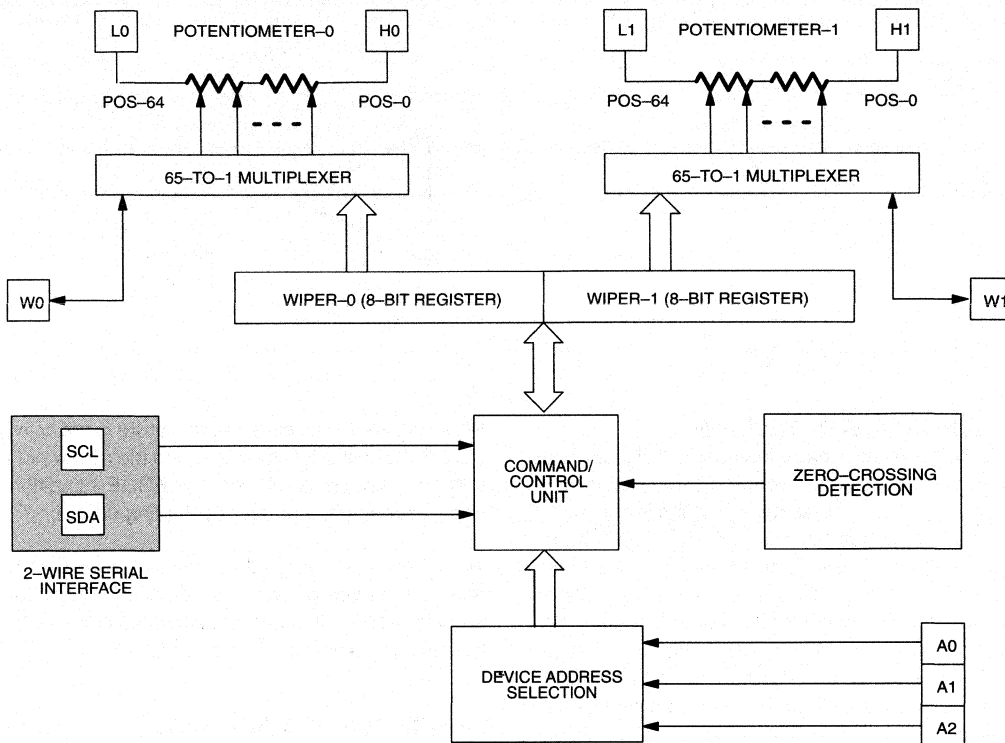 L0
POTENTIOMETER–0
H0
L1
POTENTIOMETER–1
H1
POS–64
POS–0
POS–64
POS–0
65–TO–1 MULTIPLEXER
65–TO–1 MULTIPLEXER
W0
WIPER–0 (8–BIT REGISTER)
WIPER–1 (8–BIT REGISTER)
W1
SCL
SDA
2–WIRE SERIAL
INTERFACE
COMMAND/
CONTROL
UNIT
ZERO–CROSSING
DETECTION
DEVICE ADDRESS
SELECTION
A0
A1
A2